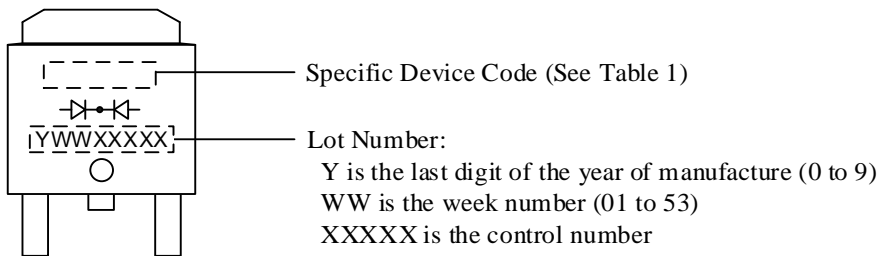 Specific Device Code (See Table 1)
YWWXXXXX
Lot Number:
Y is the last digit of the year of manufacture (0 to 9)
WW is the week number (01 to 53)
XXXXX is the control number